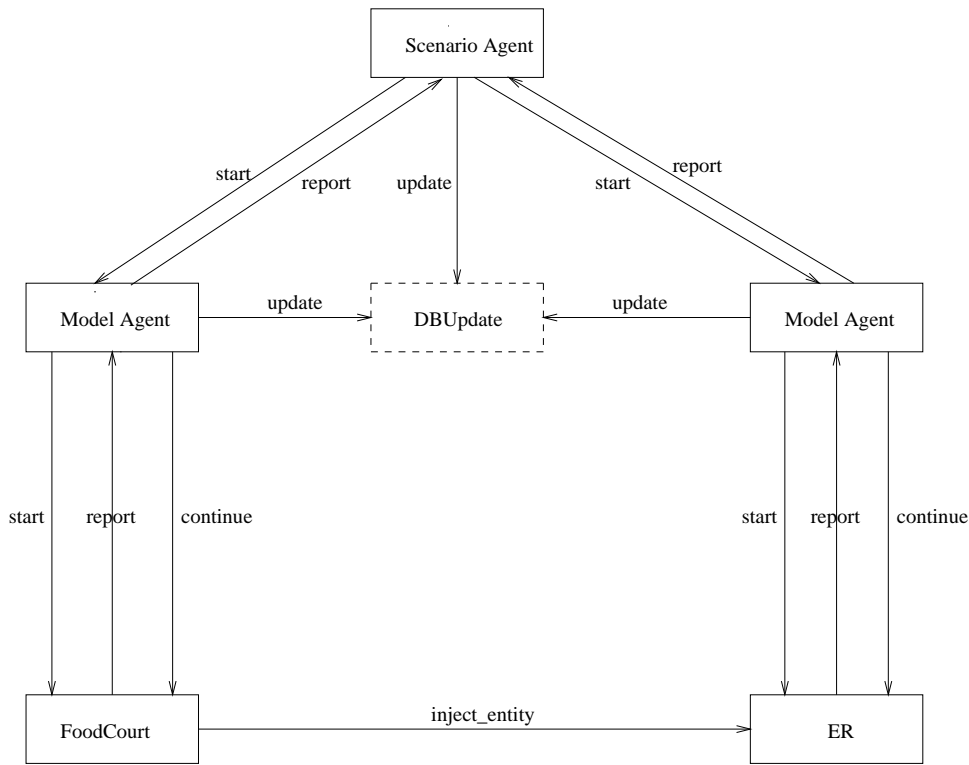 Scenario Agent
start
report
update
start
report
Model Agent
update
DBUpdate
update
Model Agent
start
report
continue
start
report
continue
FoodCourt
inject_entity
ER